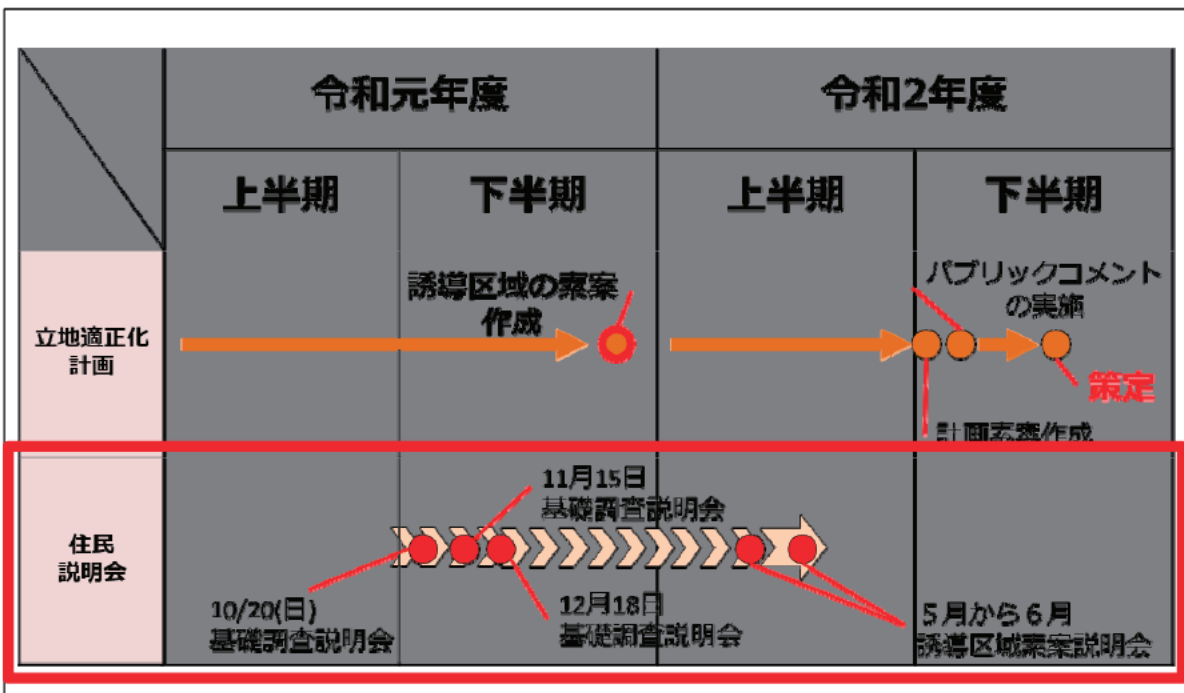 令和元年度
令和2年度
上半期
下半期
上半期
下半期
立地適正化
計画
誘導区域の素案
作成
パブリックコメント
の実施
策定
計画素案作成
住民
説明会
11月15日
基礎調査説明会
10/20(日)
基礎調査説明会
12月18日
基礎調査説明会
5月から6月
誘導区域素案説明会